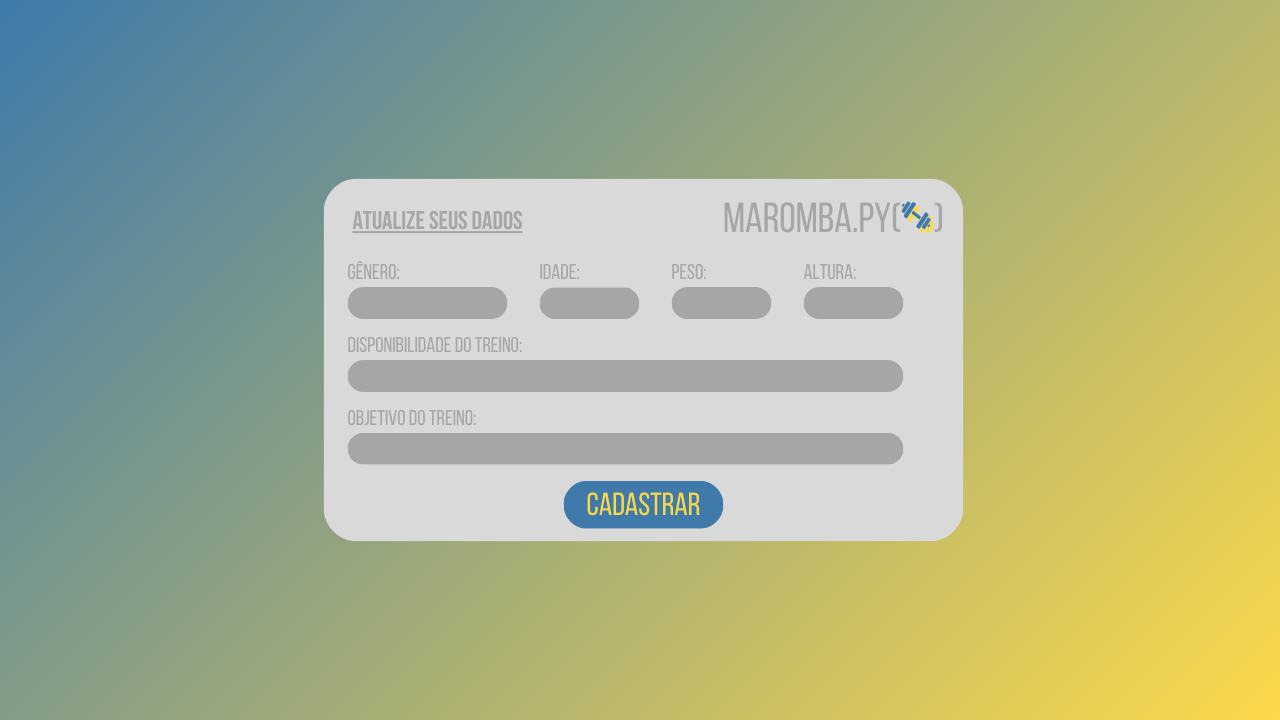 ATUALIZE SEUS DADOS
MAROMBA.PY( )
GÊNERO: IDADE: PESO: ALTURA:
DISPONIBILIDADE DO TREINO:
OBJETIVO DO TREINO:
CADASTRAR